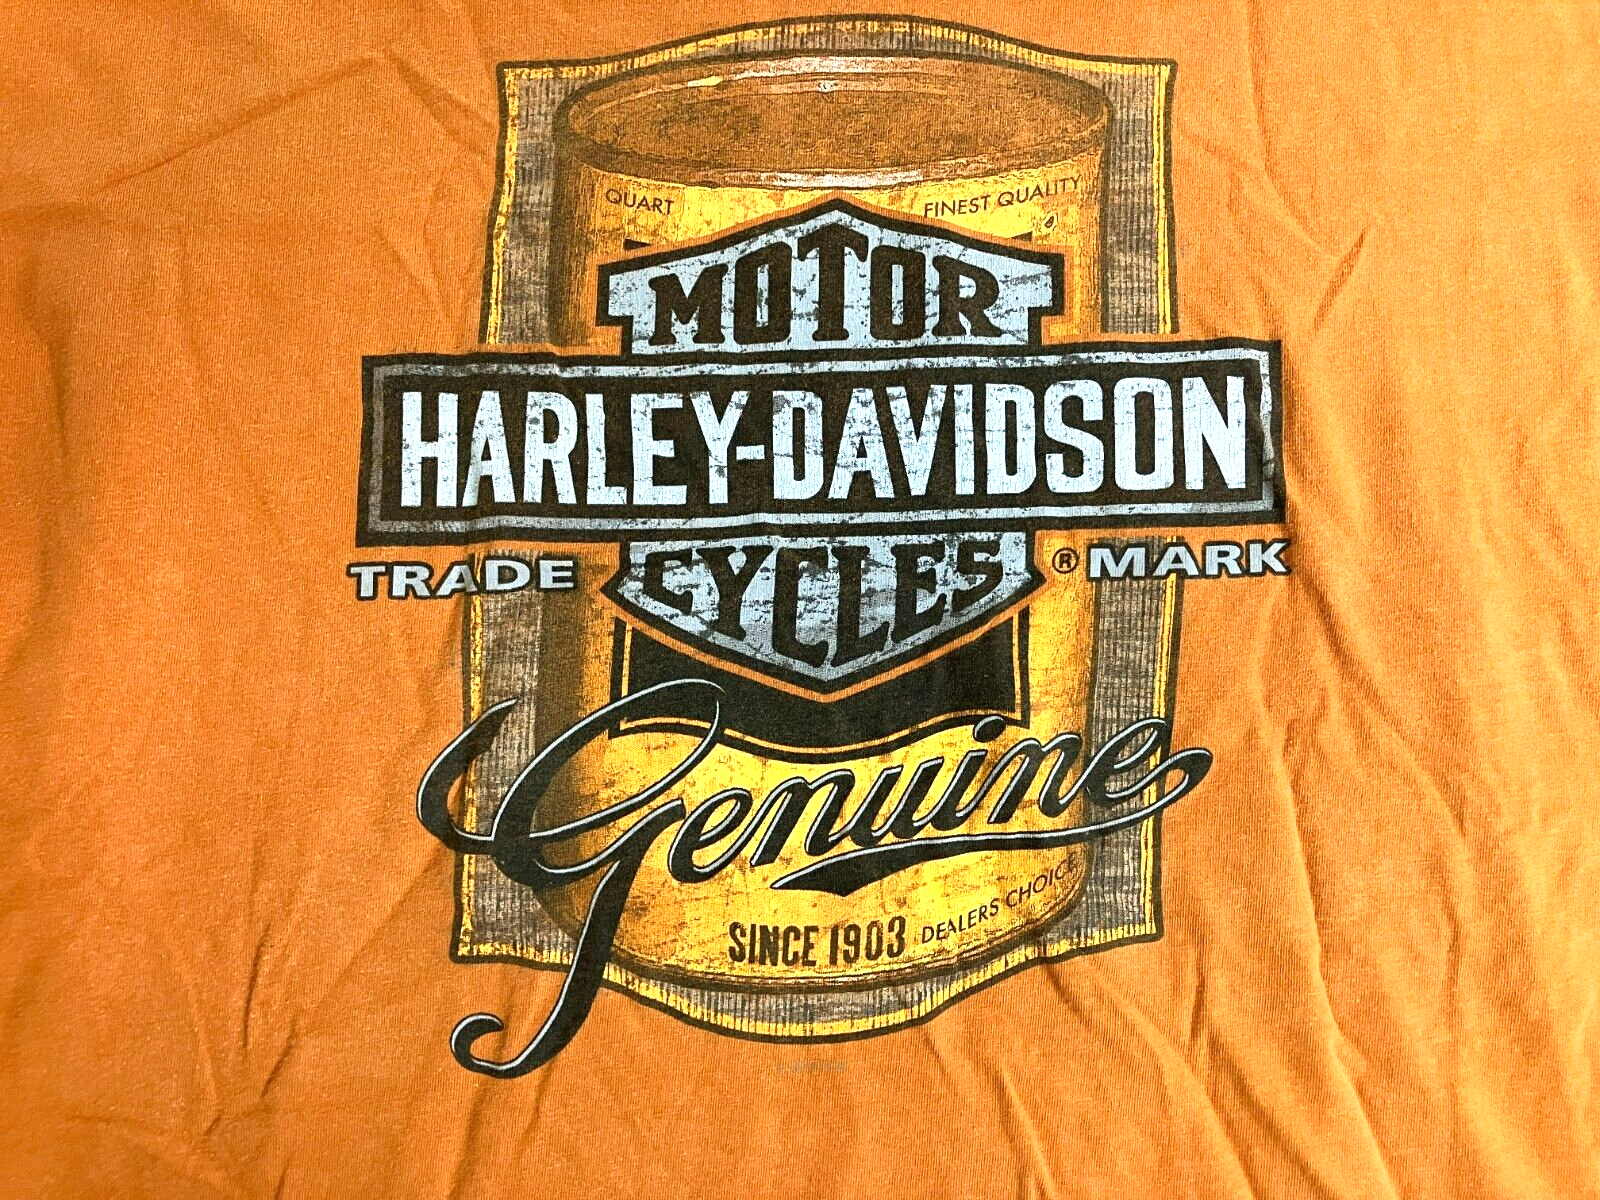 QUART
FINEST QUALITY
MOTOR
HARLEY-DAVIDSON
CYCLES
TRADE
® MARK
Genuine
SINCE 1903
DEALERS CHOICE